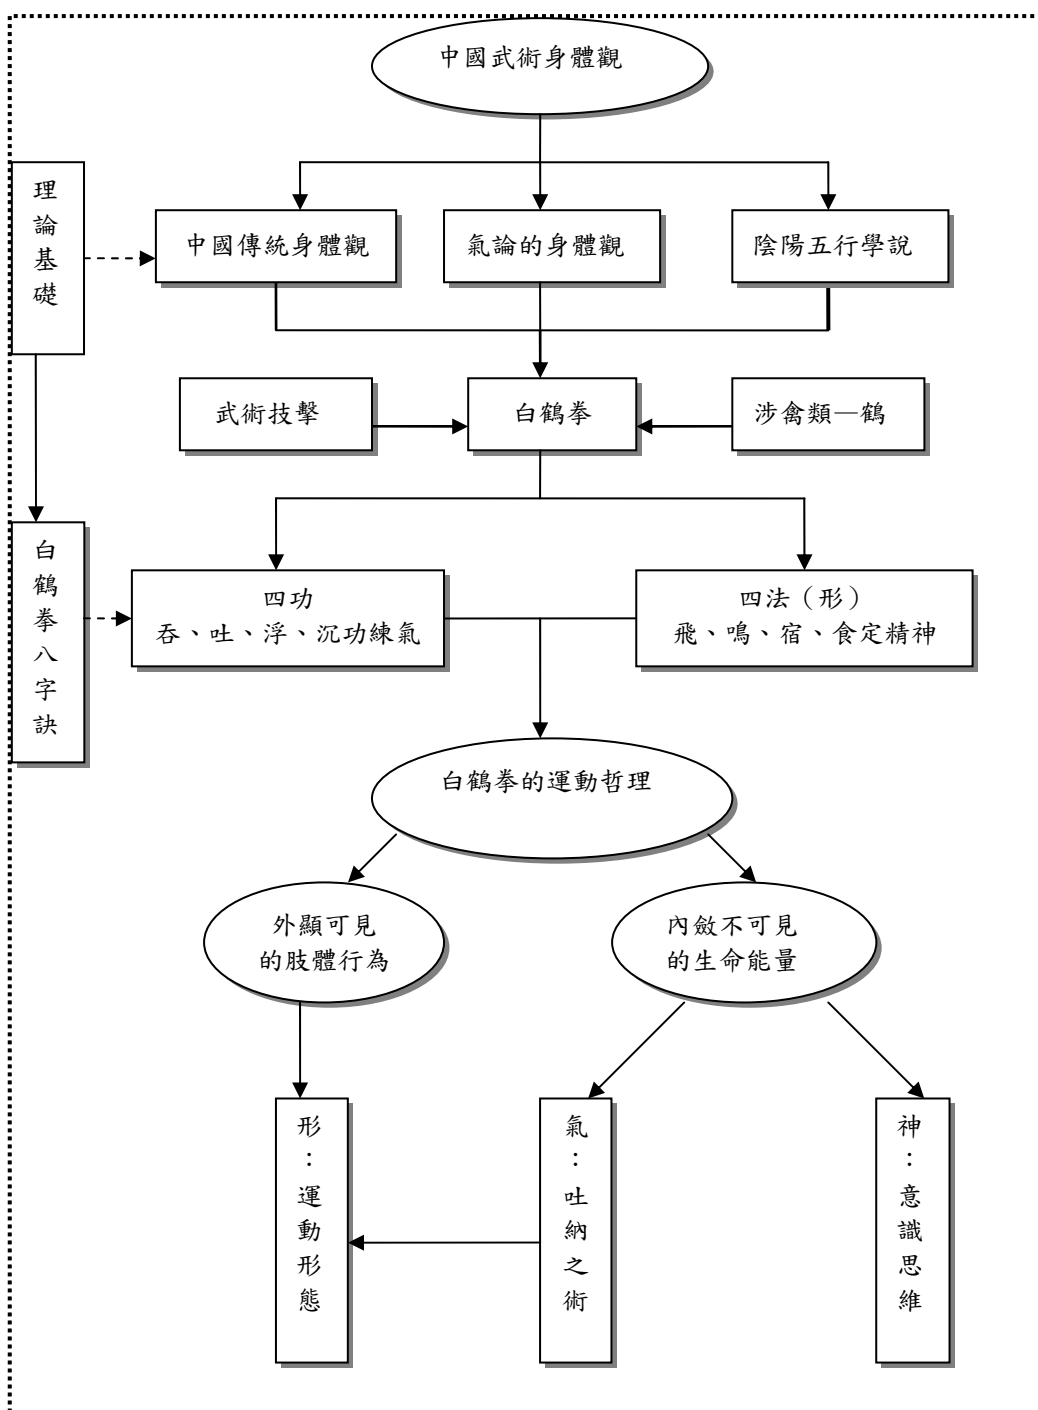 中國武術身體觀
理論基礎
中國傳統身體觀
氣論的身體觀
陰陽五行學說
武術技擊
白鶴拳
涉禽類—鶴
白鶴拳八字訣
四功
吞、吐、浮、沉功練氣
四法（形）
飛、鳴、宿、食定精神
白鶴拳的運動哲理
外顯可見
的肢體行為
內斂不可見
的生命能量
形：運動形態
氣：吐納之術
神：意識思維